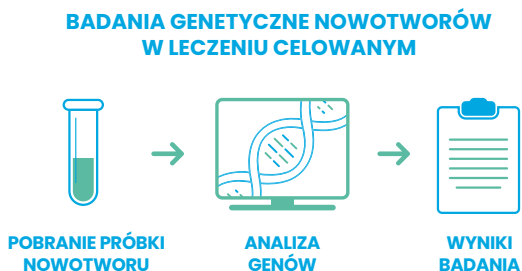 BADANIA GENETYCZNE NOWOTWORÓW
W LECZENIU CELOWANYM
POBRANIE PRÓBKI
NOWOTWORU
ANALIZA
GENÓW
WYNIKI
BADANIA